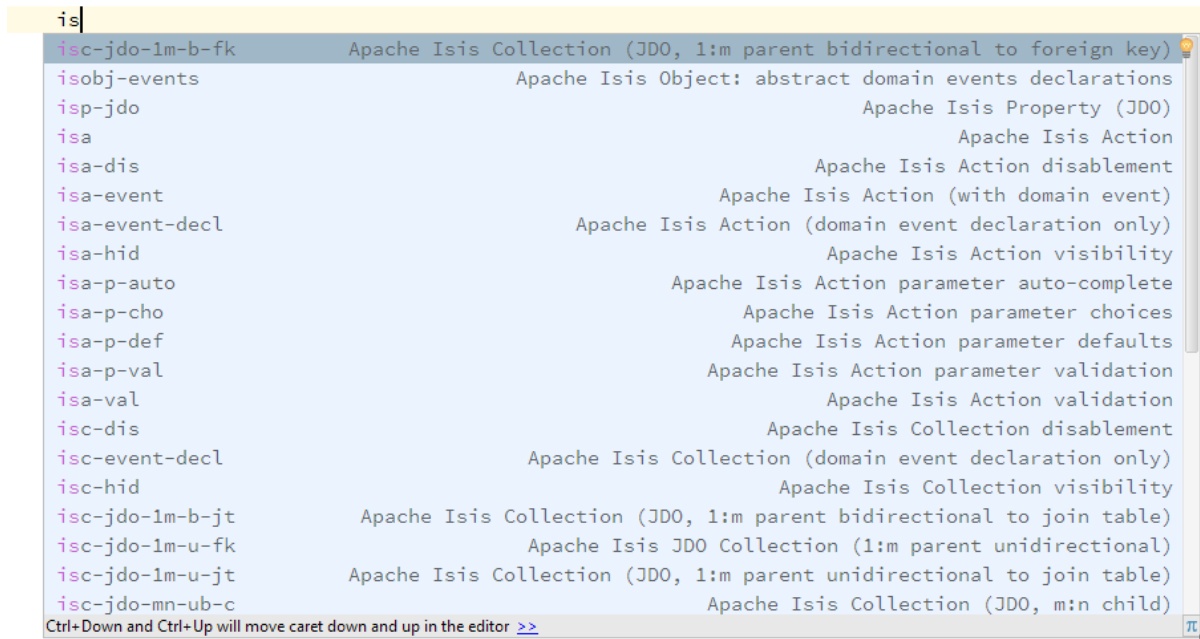 is
isc-jdo-1m-b-fk Apache Isis Collection (JDO, 1:m parent bidirectional to foreign key)
isobj-events Apache Isis Object: abstract domain events declarations
isp-jdo Apache Isis Property (JDO)
isa Apache Isis Action
isa-dis Apache Isis Action disablement
isa-event Apache Isis Action (with domain event)
isa-event-decl Apache Isis Action (domain event declaration only)
isa-hid Apache Isis Action visibility
isa-p-auto Apache Isis Action parameter auto-complete
isa-p-cho Apache Isis Action parameter choices
isa-p-def Apache Isis Action parameter defaults
isa-p-val Apache Isis Action parameter validation
isa-val Apache Isis Action validation
isc-dis Apache Isis Collection disablement
isc-event-decl Apache Isis Collection (domain event declaration only)
isc-hid Apache Isis Collection visibility
isc-jdo-1m-b-jt Apache Isis Collection (JDO, 1:m parent bidirectional to join table)
isc-jdo-1m-u-fk Apache Isis JDO Collection (1:m parent unidirectional)
isc-jdo-1m-u-jt Apache Isis Collection (JDO, 1:m parent unidirectional to join table)
isc-jdo-mn-ub-c Apache Isis Collection (JDO, m:n child)
Ctrl+Down and Ctrl+Up will move caret down and up in the editor >> π